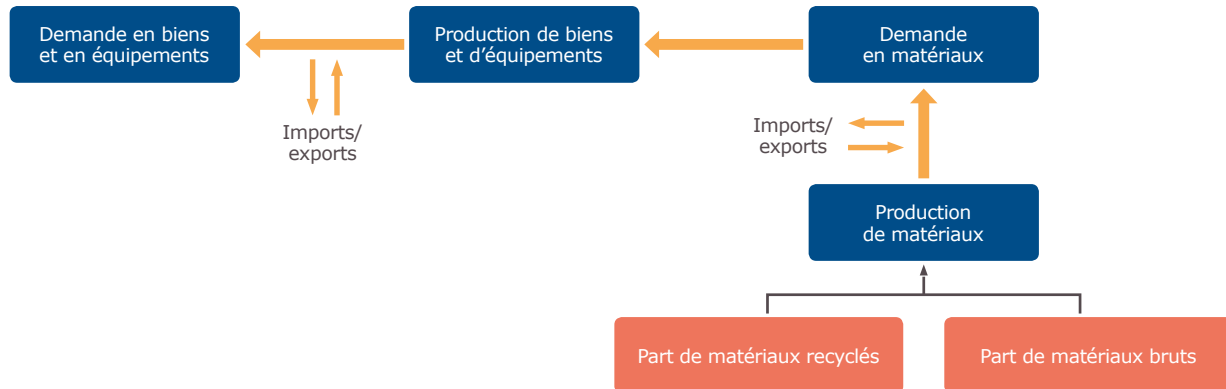 Demande en biens
et en équipements
Production de biens
et d'équipements
Demande
en matériaux
Imports/
exports
Imports/
exports
Production
de matériaux
Part de matériaux recyclés
Part de matériaux bruts